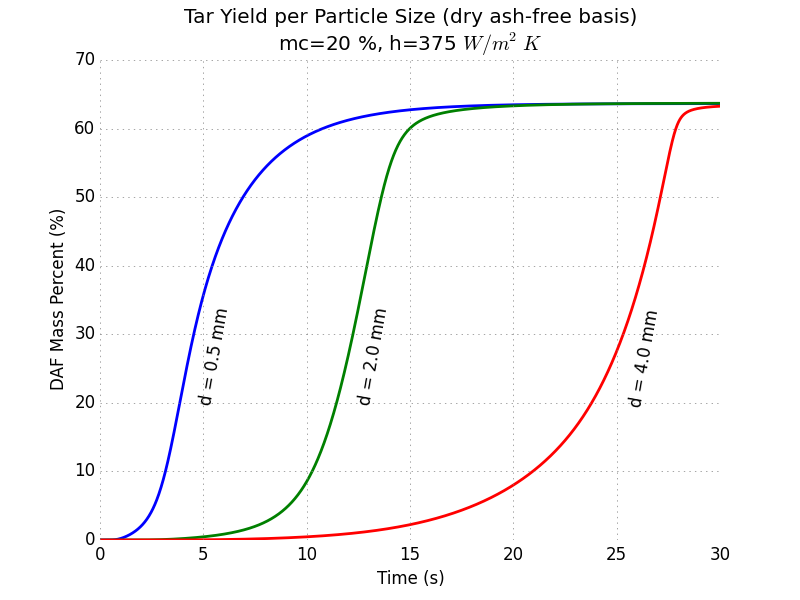 Tar Yield per Particle Size (dry ash-free basis)
mc=20 %, h=375 W/m² K
70
60
50
40
30
20
10
0
DAF Mass Percent (%)
d = 0.5 mm
d = 2.0 mm
d = 4.0 mm
0 5 10 15 20 25 30
Time (s)